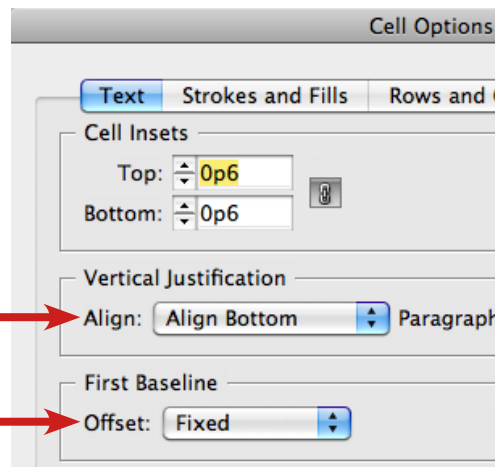 Cell Options
Text Strokes and Fills Rows and
Cell Insets
Top: 0p6
Bottom: 0p6
Vertical Justification
Align: Align Bottom Paragraph
First Baseline
Offset: Fixed